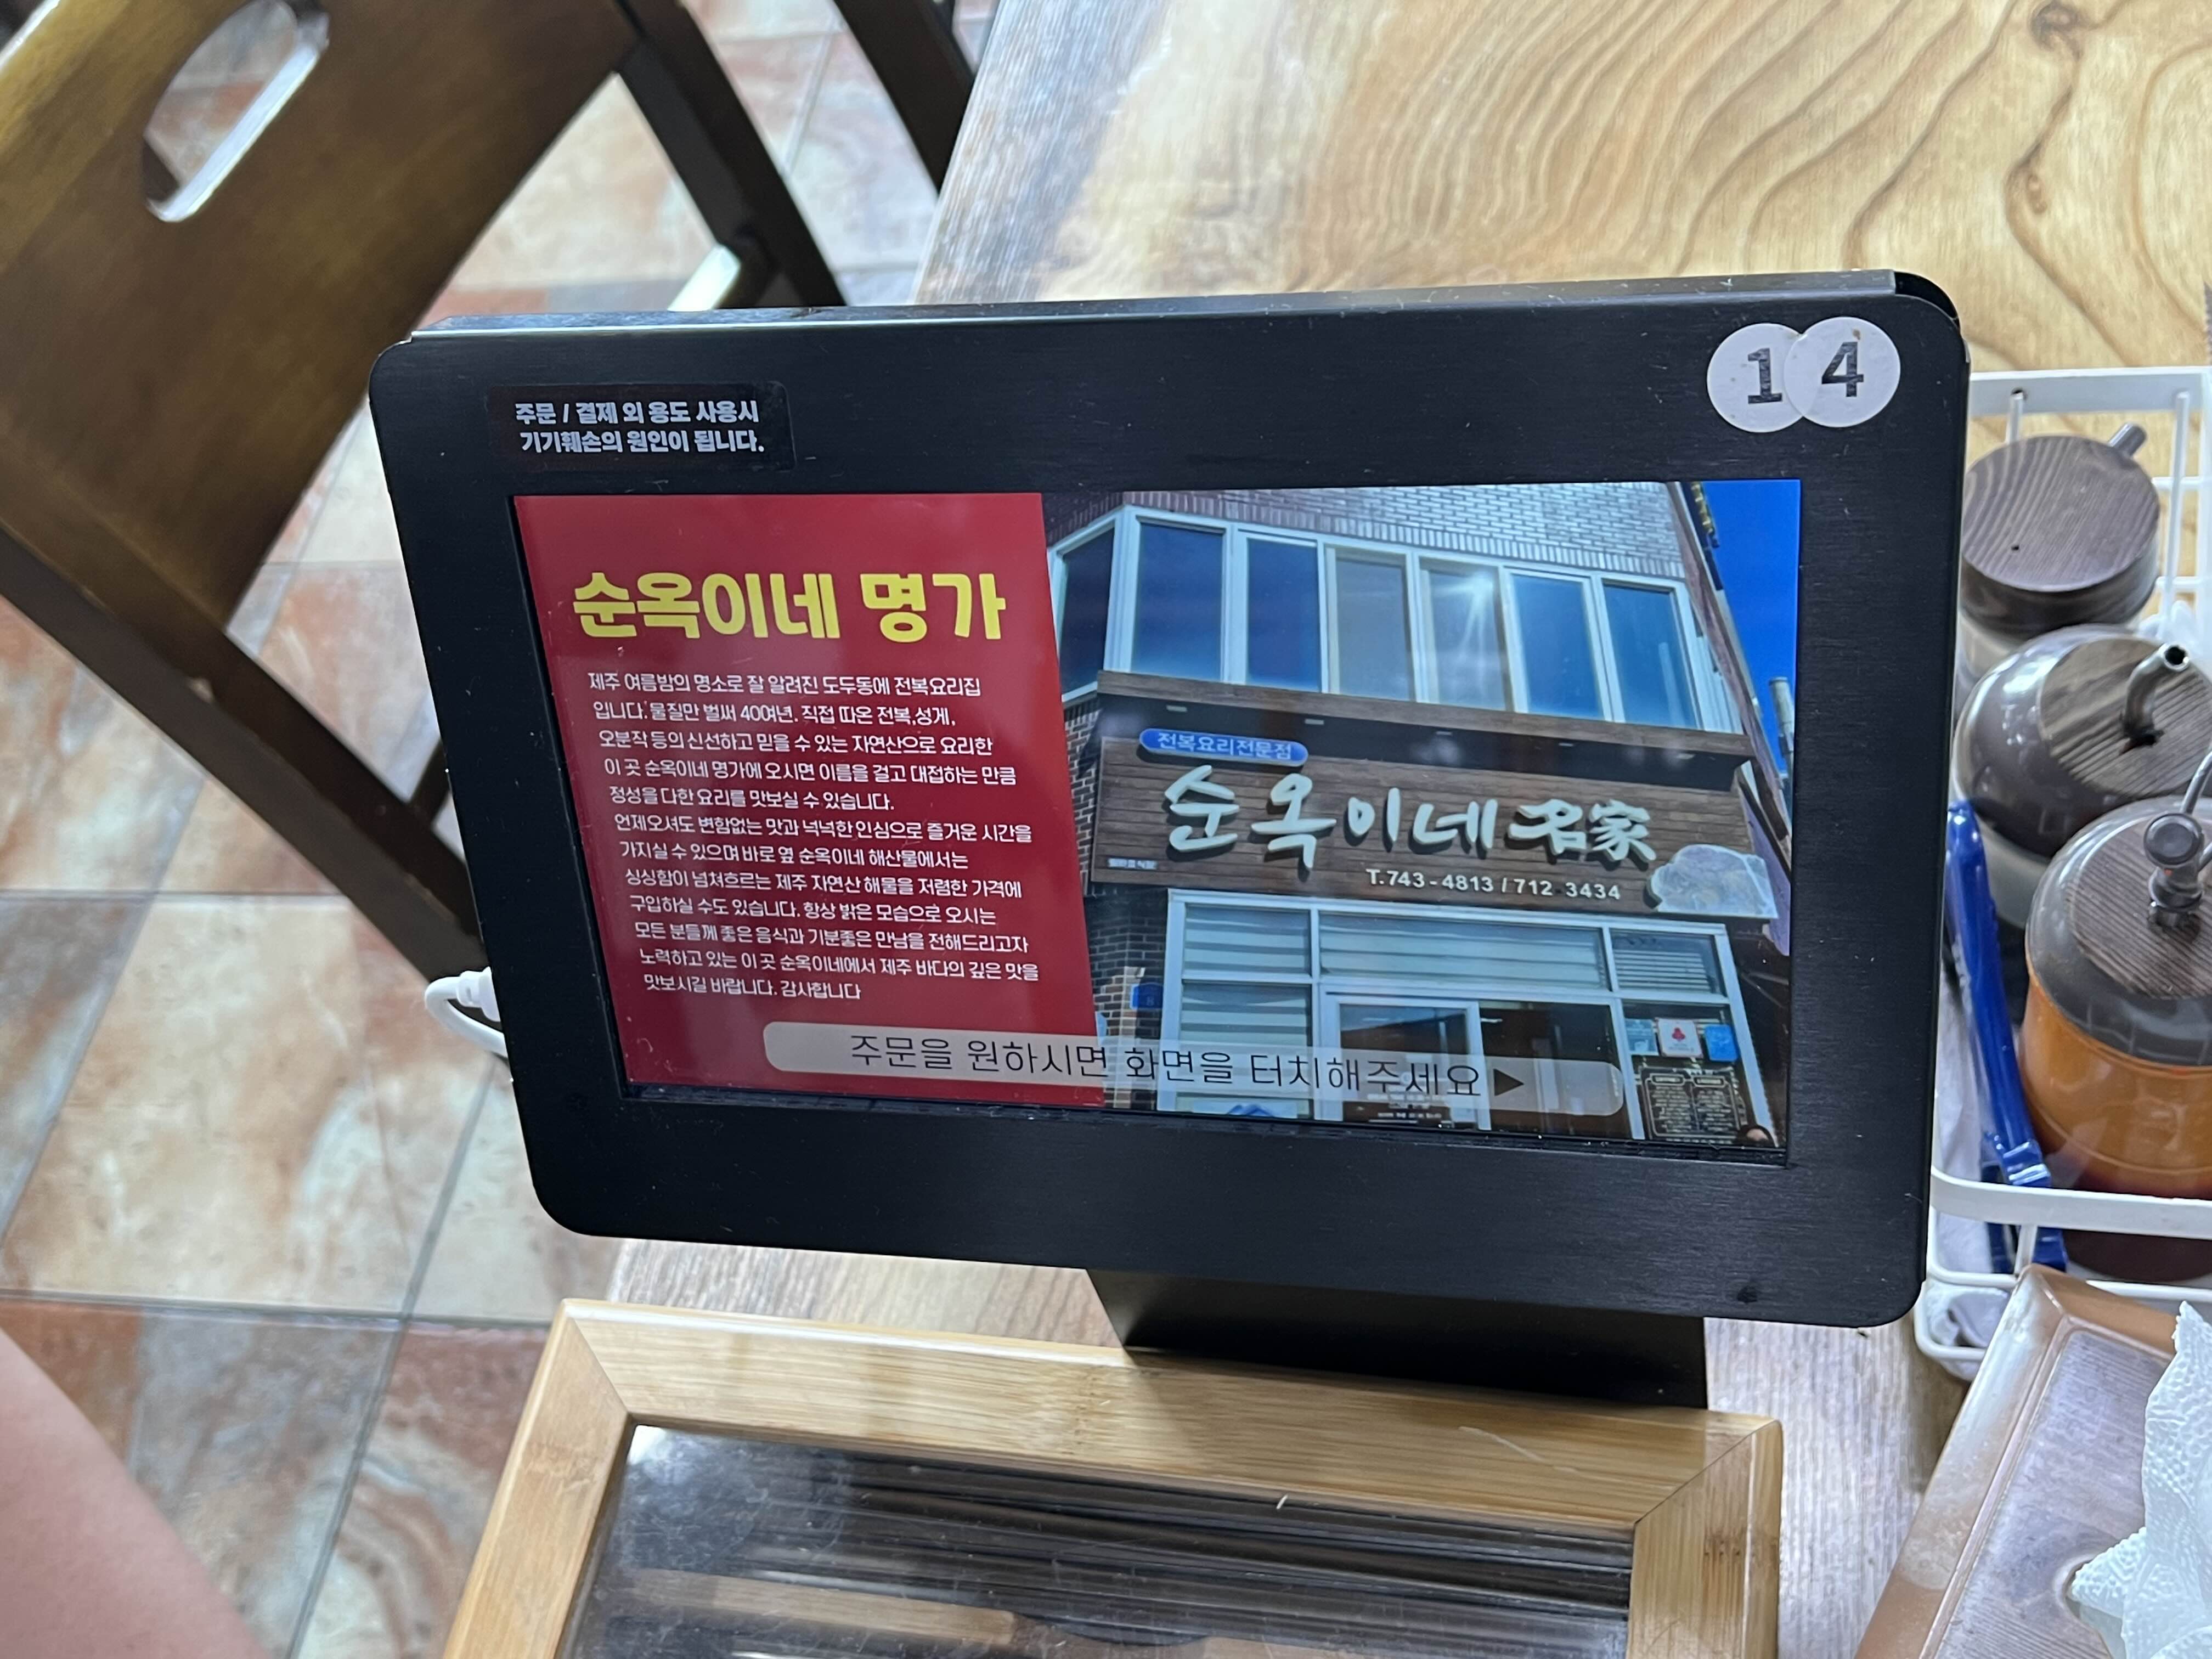 주문 / 결제 외 용도 사용시
기기훼손의 원인이 됩니다.
14
순옥이네 명가
제주 여름밤의 명소로 잘 알려진 도두동에 전복요리집
입니다. 물질만 벌써 40여년. 직접 따온 전복,성게,
오분작 등의 신선하고 믿을 수 있는 자연산으로 요리한
이 곳 순옥이네 명가에 오시면 이름을 걸고 대접하는 만큼
정성을 다한 요리를 맛보실 수 있습니다.
언제오셔도 변함없는 맛과 넉넉한 인심으로 즐거운 시간을
가지실 수 있으며 바로 옆 순옥이네 해산물에서는
싱싱함이 넘쳐흐르는 제주 자연산 해물을 저렴한 가격에
구입하실 수도 있습니다. 항상 밝은 모습으로 오시는
모든 분들께 좋은 음식과 기분좋은 만남을 전해드리고자
노력하고 있는 이 곳 순옥이네에서 제주 바다의 깊은 맛을
맛보시길 바랍니다. 감사합니다
전복요리전문점
순옥이네 名家
T.743-4813 / 712 3434
주문을 원하시면 화면을 터치해주세요 ▶